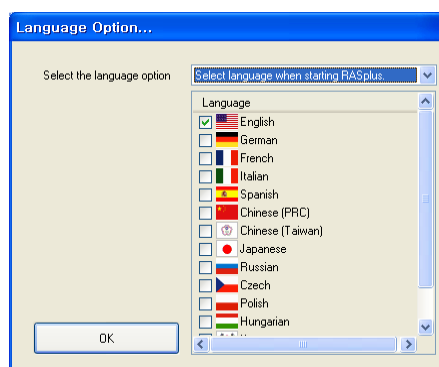 Language Option...
Select the language option
Select language when starting RASplus.
Language
English
German
French
Italian
Spanish
Chinese (PRC)
Chinese (Taiwan)
Japanese
Russian
Czech
Polish
Hungarian
OK